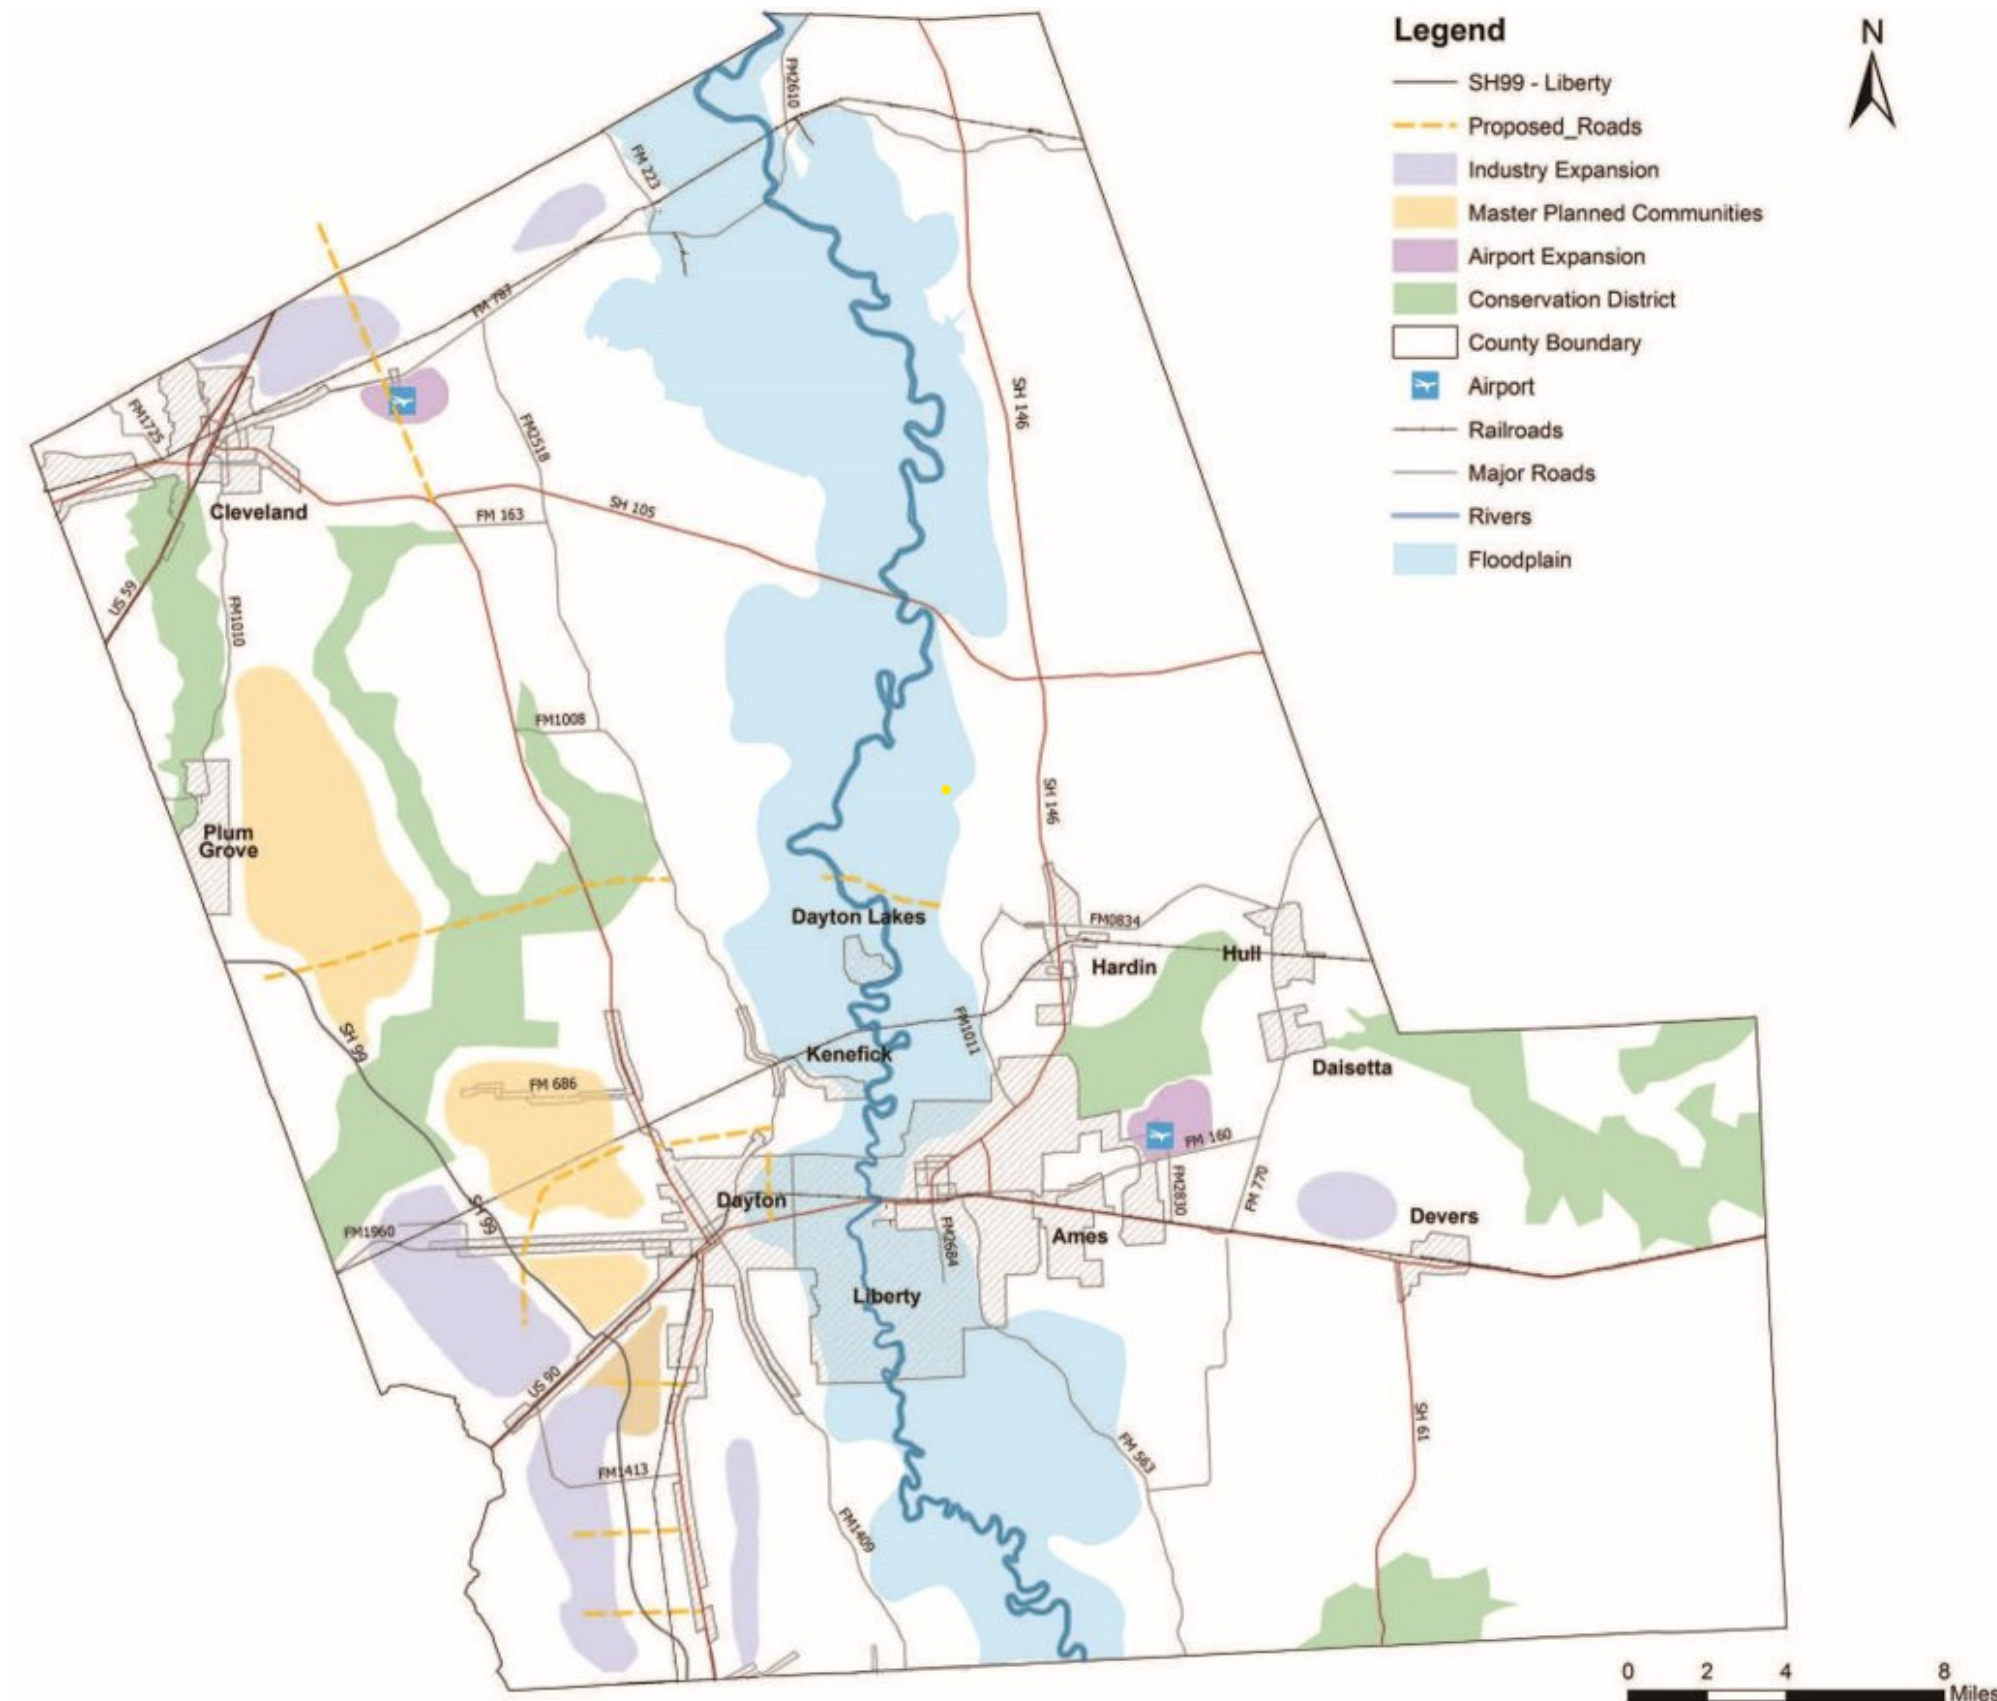 Legend
SH99 - Liberty
Proposed_Roads
Industry Expansion
Master Planned Communities
Airport Expansion
Conservation District
County Boundary
Airport
Railroads
Major Roads
Rivers
Floodplain
N
FM2610
FM 223
FM 787
FM1725
SH 146
FM2518
Cleveland
FM 163
SH 105
US 59
FM1010
FM1008
SH 146
Plum
Grove
Dayton Lakes
FM0834
Hull
Hardin
SH 99
FM1011
Kenefick
Daisetta
FM 686
FM 160
Dayton
SH 99
FM2830
FM 770
FM1960
Devers
Ames
FM2684
Liberty
US 90
SH 61
FM 563
FM1413
FM1409
0 2 4 8
Miles